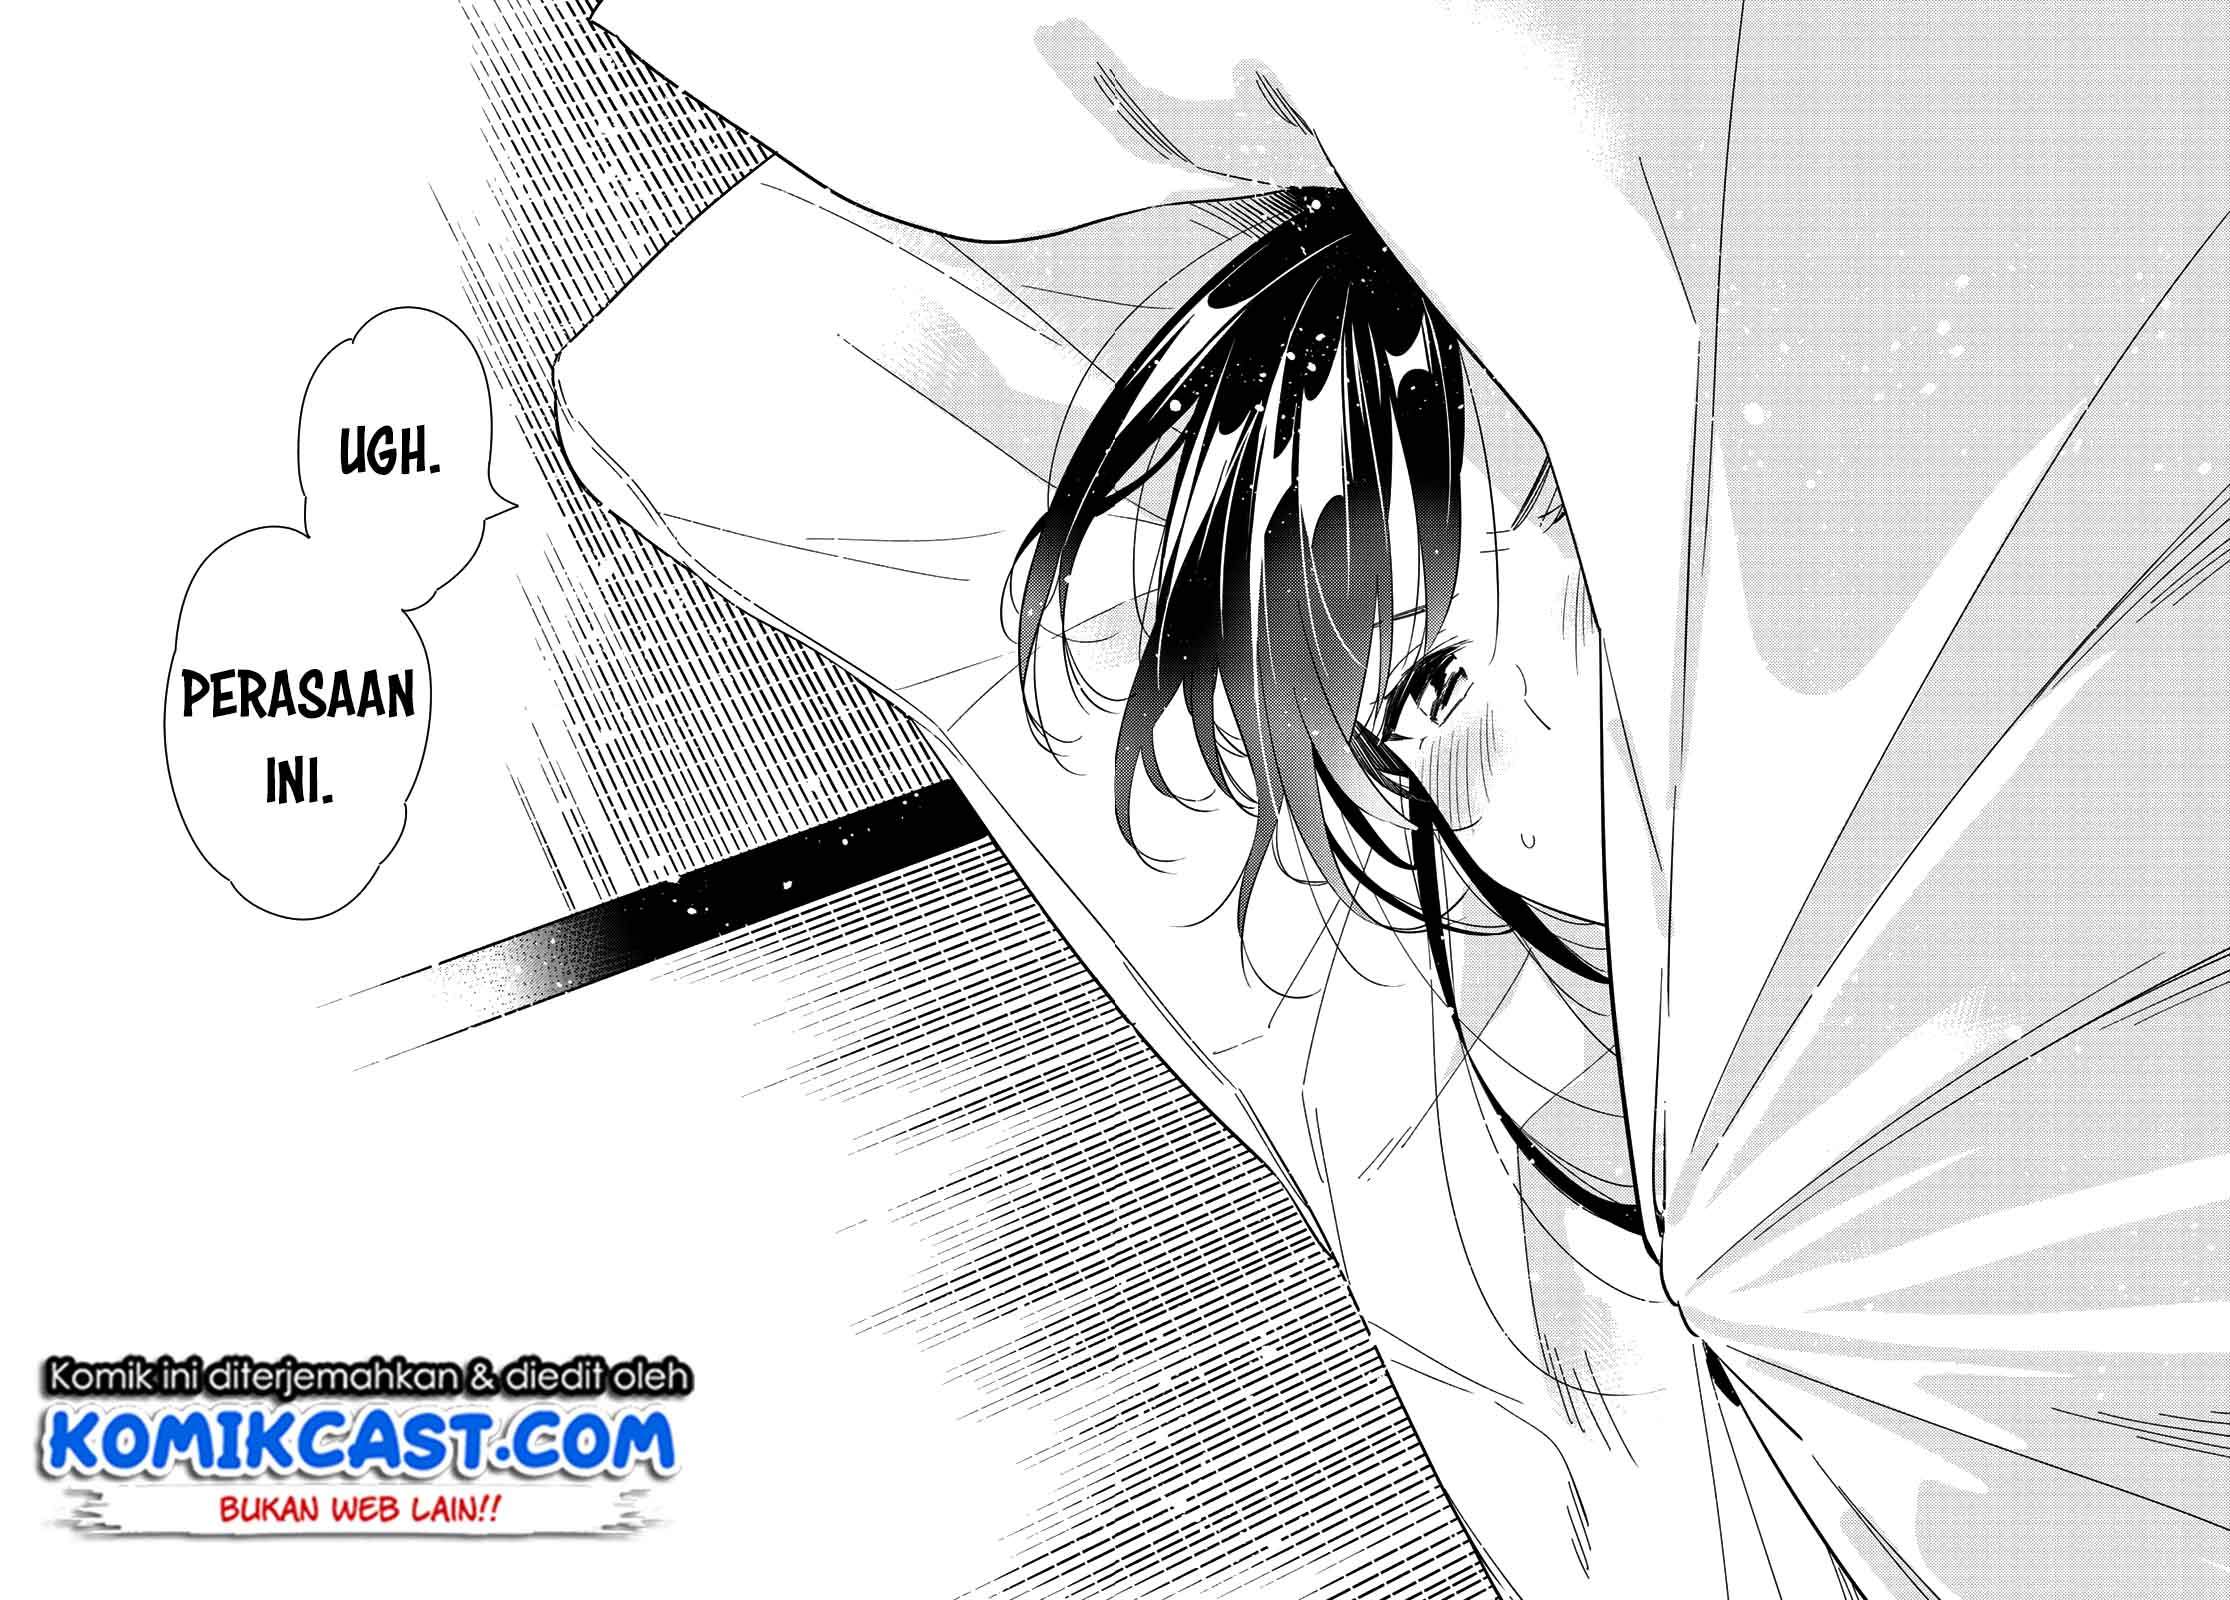 UGH.
PERASAAN
INI.
Komik ini diterjemahkan & diedit oleh
KOMIKCAST.COM
BUKAN WEB LAIN!!